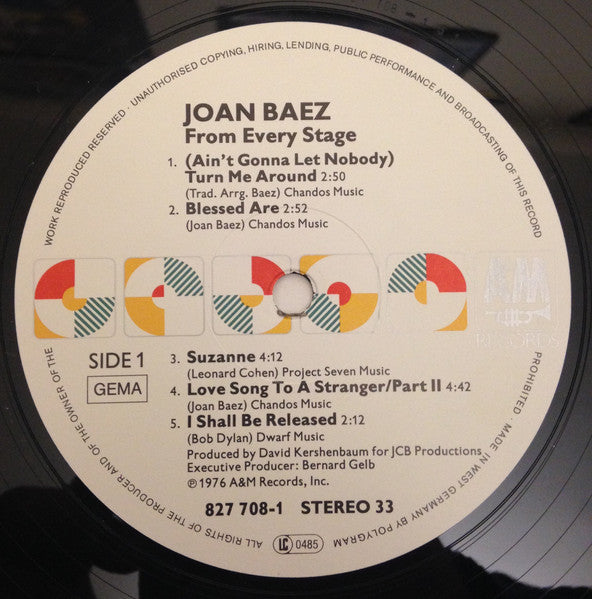 WORK REPRODUCED RESERVED · UNAUTHORISED COPYING, HIRING, LENDING, PUBLIC PERFORMANCE AND BROADCASTING OF THIS RECORD
JOAN BAEZ
From Every Stage
1. (Ain't Gonna Let Nobody)
Turn Me Around 2:50
(Trad. Arrg. Baez) Chandos Music
2. Blessed Are 2:52
(Joan Baez) Chandos Music
A&M
RECORDS
SIDE 1
GEMA
3. Suzanne 4:12
(Leonard Cohen) Project Seven Music
4. Love Song To A Stranger/Part II 4:42
(Joan Baez) Chandos Music
5. I Shall Be Released 2:12
(Bob Dylan) Dwarf Music
Produced by David Kershenbaum for JCB Productions
Executive Producer: Bernard Gelb
℗ 1976 A&M Records, Inc.
827 708-1 STEREO 33
LC 0485
PROHIBITED · MADE IN WEST GERMANY BY POLYGRAM
ALL RIGHTS OF THE PRODUCER AND OF THE OWNER OF THE